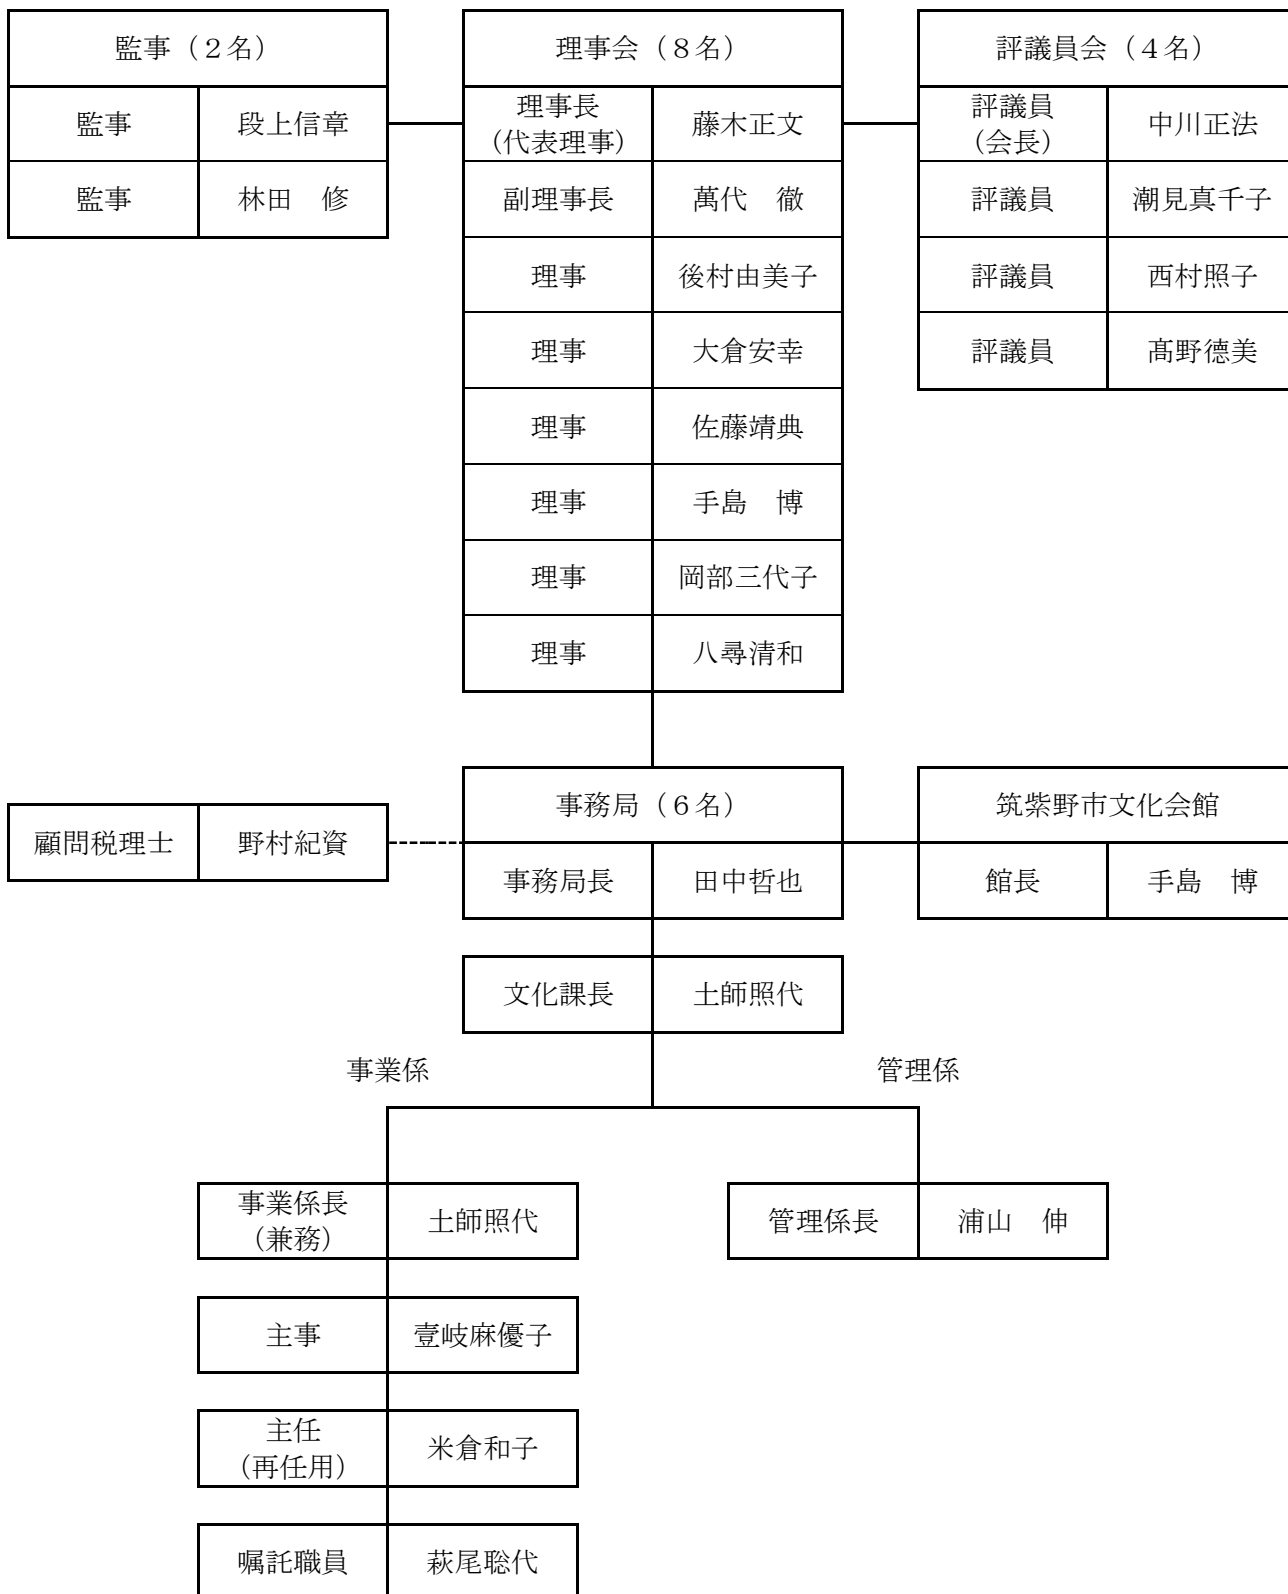 監事（２名）
監事　段上信章
監事　林田　修
理事会（８名）
理事長
（代表理事）
藤木正文
副理事長　萬代　徹
理事　後村由美子
理事　大倉安幸
理事　佐藤靖典
理事　手島　博
理事　岡部三代子
理事　八尋清和
評議員会（４名）
評議員
（会長）
中川正法
評議員　潮見真千子
評議員　西村照子
評議員　髙野德美
顧問税理士　野村紀資
事務局（６名）
事務局長　田中哲也
筑紫野市文化会館
館長　手島　博
文化課長　土師照代
事業係
管理係
事業係長
（兼務）
土師照代
管理係長　浦山　伸
主事　壹岐麻優子
主任
（再任用）
米倉和子
嘱託職員　萩尾聡代